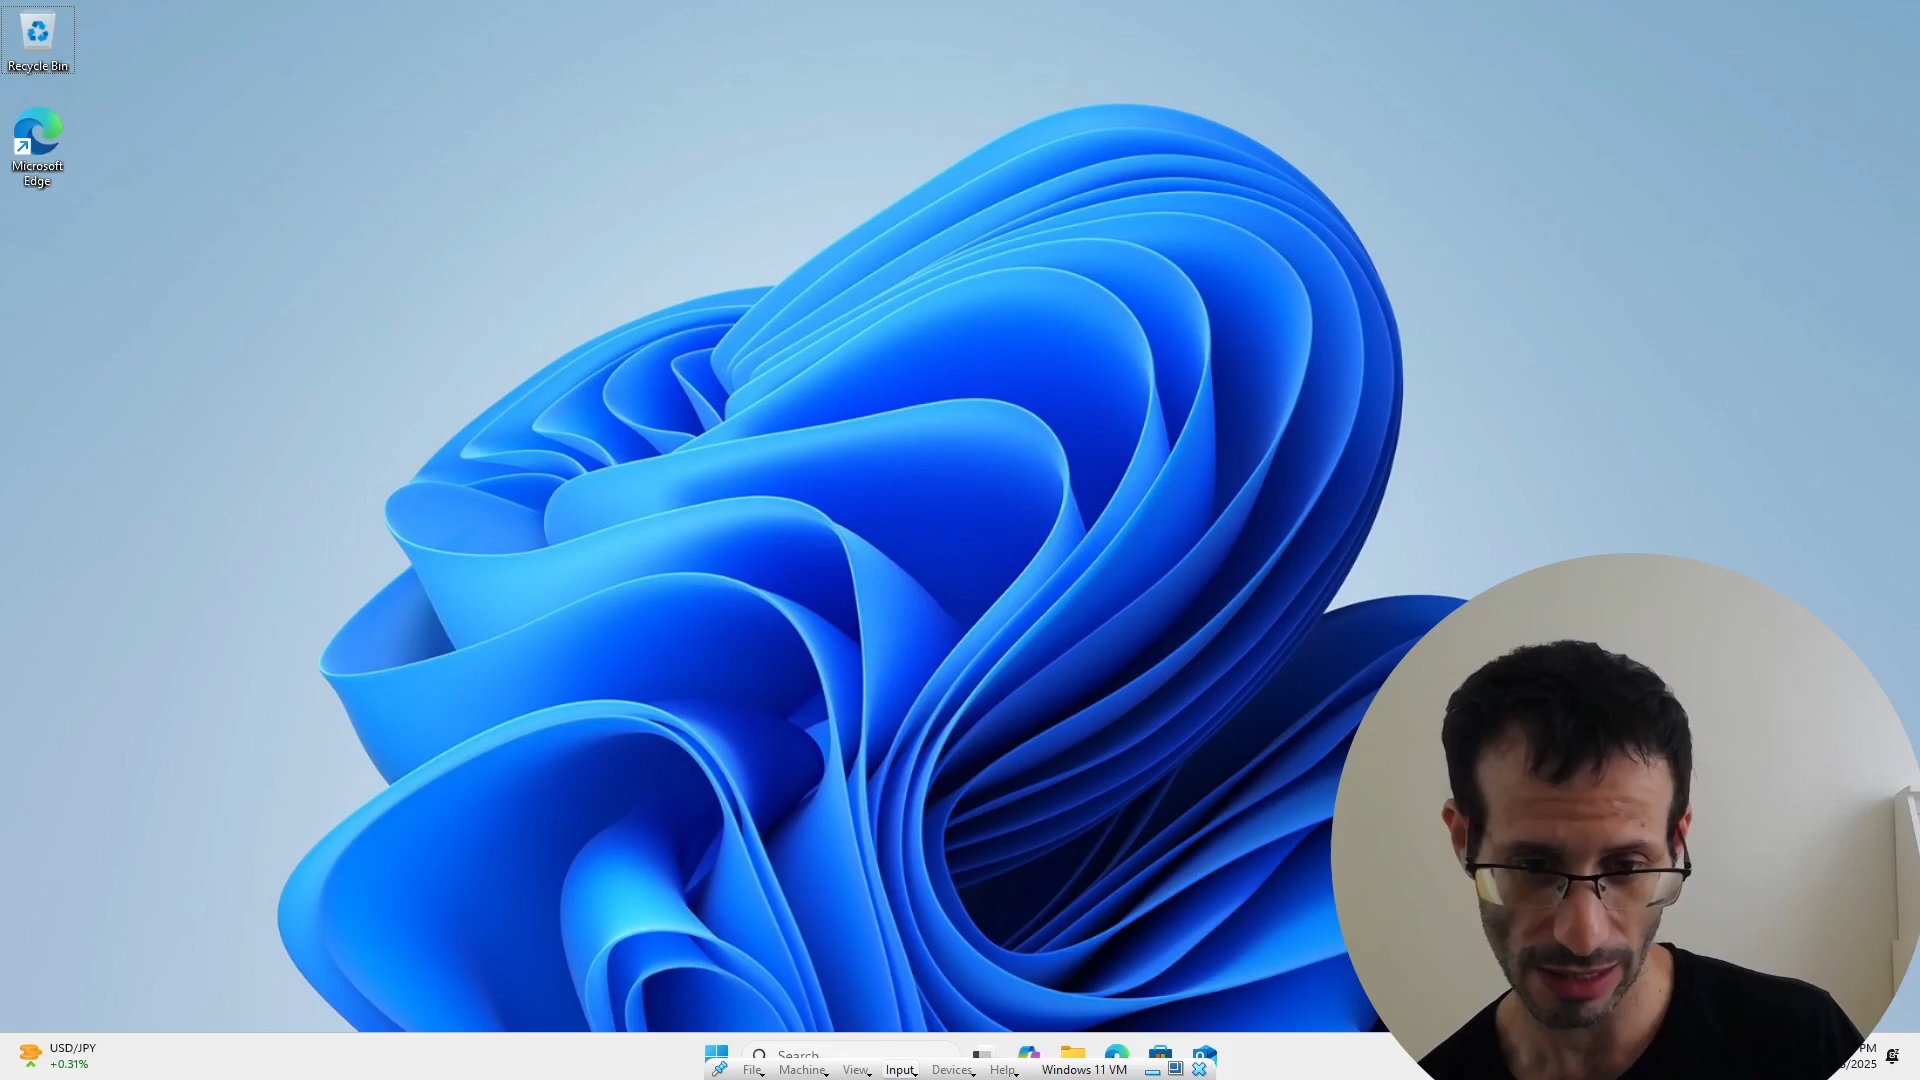 Recycle Bin
Microsoft
Edge
USD/JPY
+0.31%
Search
File
Machine
View
Input
Devices
Help
Windows 11 VM
PM
/2025